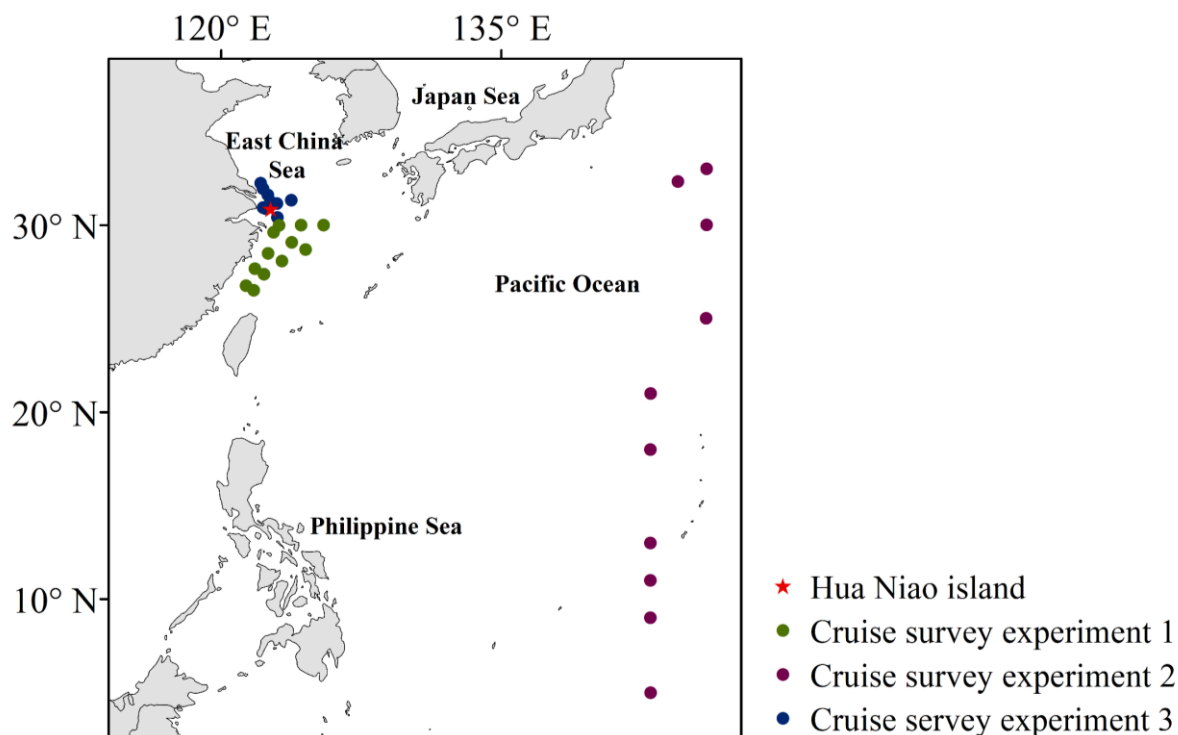 120° E 135° E
Japan Sea
East China
Sea
30° N
Pacific Ocean
20° N
Philippine Sea
10° N
Hua Niao island
Cruise survey experiment 1
Cruise survey experiment 2
Cruise servey experiment 3